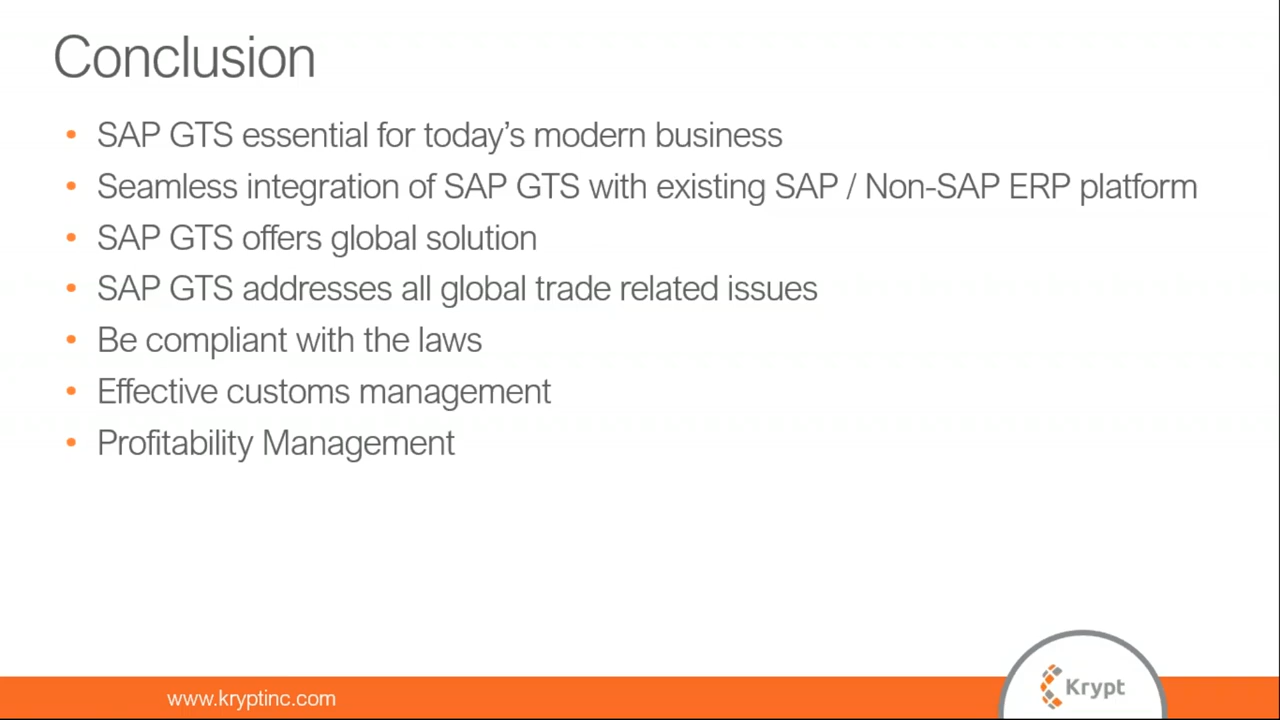 Conclusion
• SAP GTS essential for today’s modern business
• Seamless integration of SAP GTS with existing SAP / Non-SAP ERP platform
• SAP GTS offers global solution
• SAP GTS addresses all global trade related issues
• Be compliant with the laws
• Effective customs management
• Profitability Management
www.kryptinc.com
Krypt